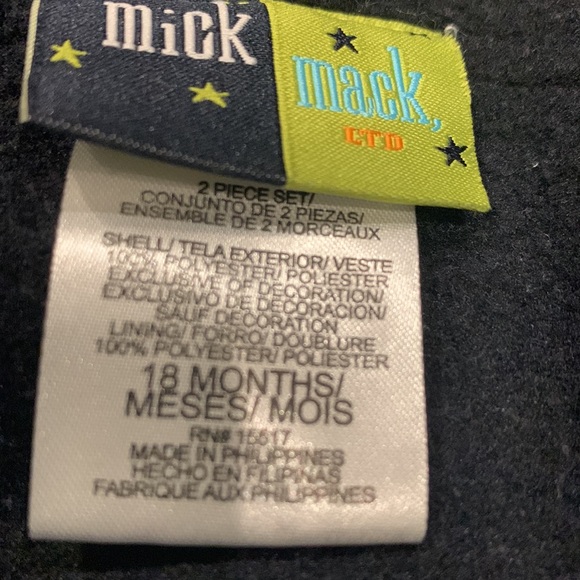 mick
mack,
LTD
2 PIECE SET/
CONJUNTO DE 2 PIEZAS/
ENSEMBLE DE 2 MORCEAUX
SHELL/ TELA EXTERIOR/ VESTE
100% POLYESTER/ POLIESTER
EXCLUSIVE OF DECORATION/
EXCLUSIVO DE DECORACION/
SAUF DECORATION
LINING/ FORRO/ DOUBLURE
100% POLYESTER/ POLIESTER
18 MONTHS/
MESES/ MOIS
RN# 15517
MADE IN PHILIPPINES
HECHO EN FILIPINAS
FABRIQUE AUX PHILIPPINES